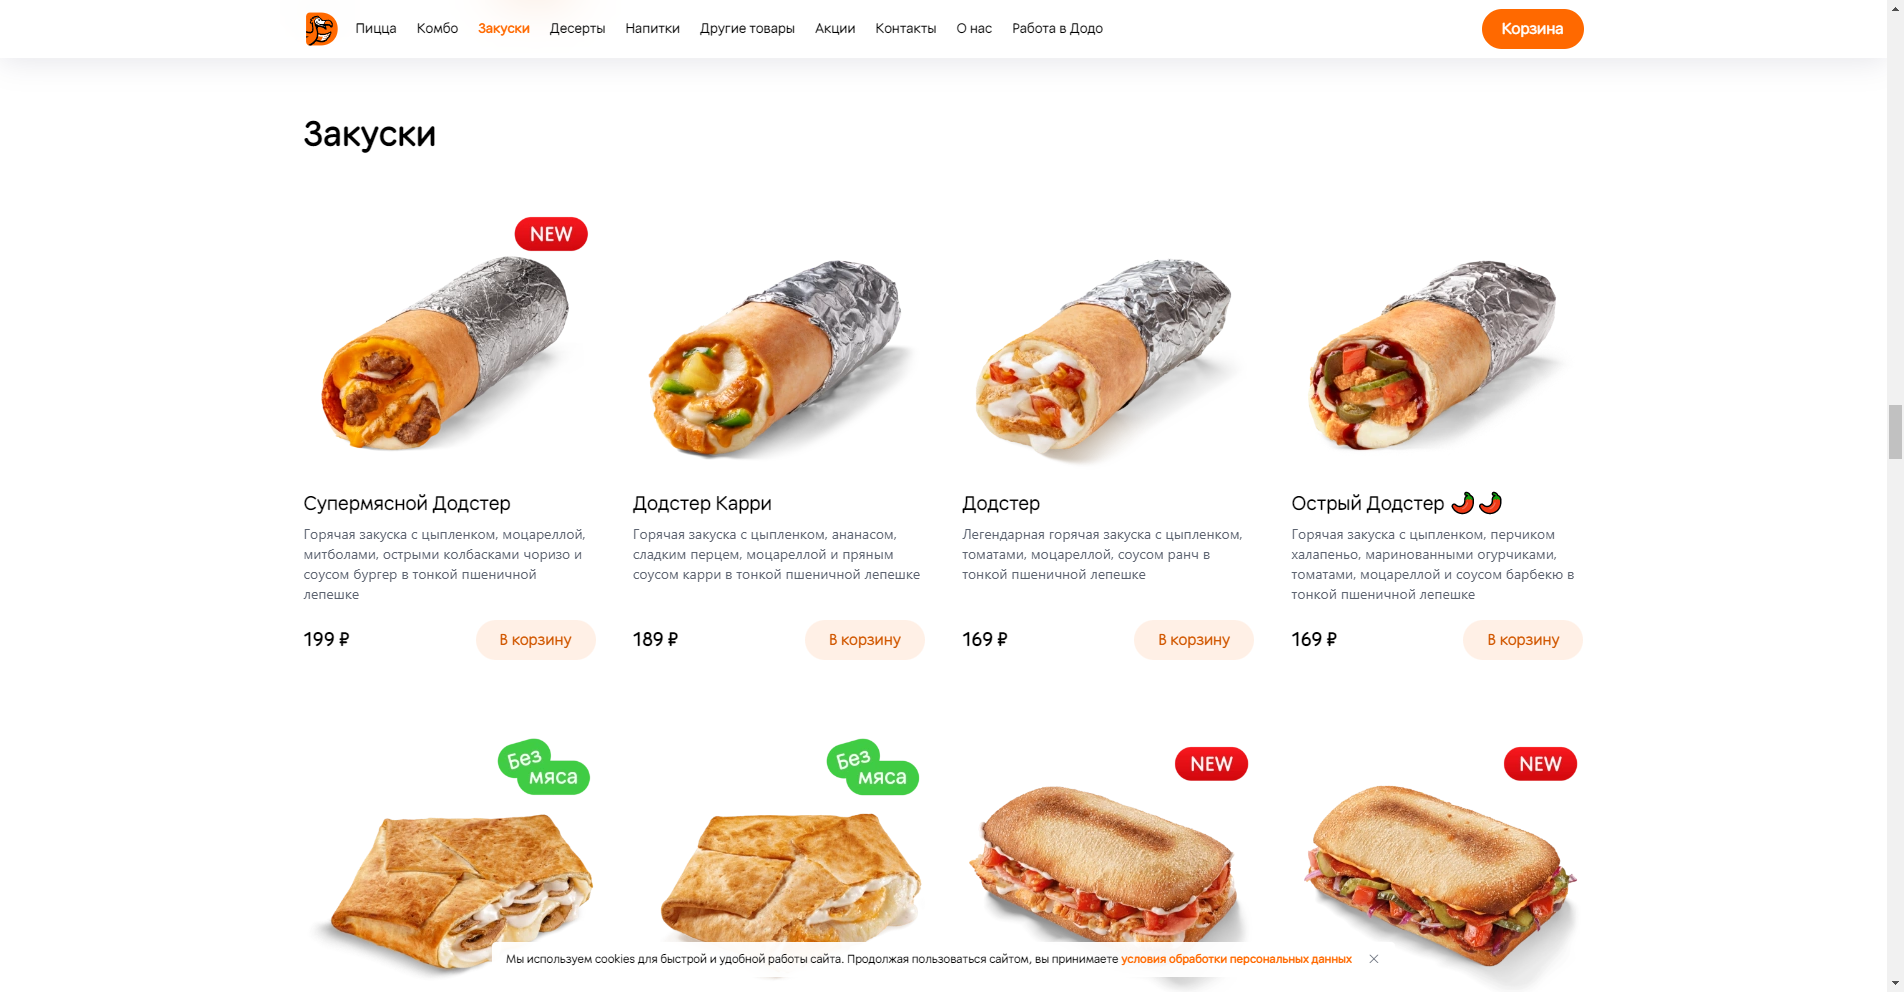 Пицца Комбо Закуски Десерты Напитки Другие товары Акции Контакты О нас Работа в Додо Корзина
Закуски
NEW
Супермясной Додстер
Горячая закуска с цыпленком, моцареллой,
митболами, острыми колбасками чоризо и
соусом бургер в тонкой пшеничной
лепешке
199 ₽ В корзину
Додстер Карри
Горячая закуска с цыпленком, ананасом,
сладким перцем, моцареллой и пряным
соусом карри в тонкой пшеничной лепешке
189 ₽ В корзину
Додстер
Легендарная горячая закуска с цыпленком,
томатами, моцареллой, соусом ранч в
тонкой пшеничной лепешке
169 ₽ В корзину
Острый Додстер 🌶️🌶️
Горячая закуска с цыпленком, перчиком
халапеньо, маринованными огурчиками,
томатами, моцареллой и соусом барбекю в
тонкой пшеничной лепешке
169 ₽ В корзину
Без
мяса
Без
мяса
NEW
NEW
Мы используем cookies для быстрой и удобной работы сайта. Продолжая пользоваться сайтом, вы принимаете условия обработки персональных данных